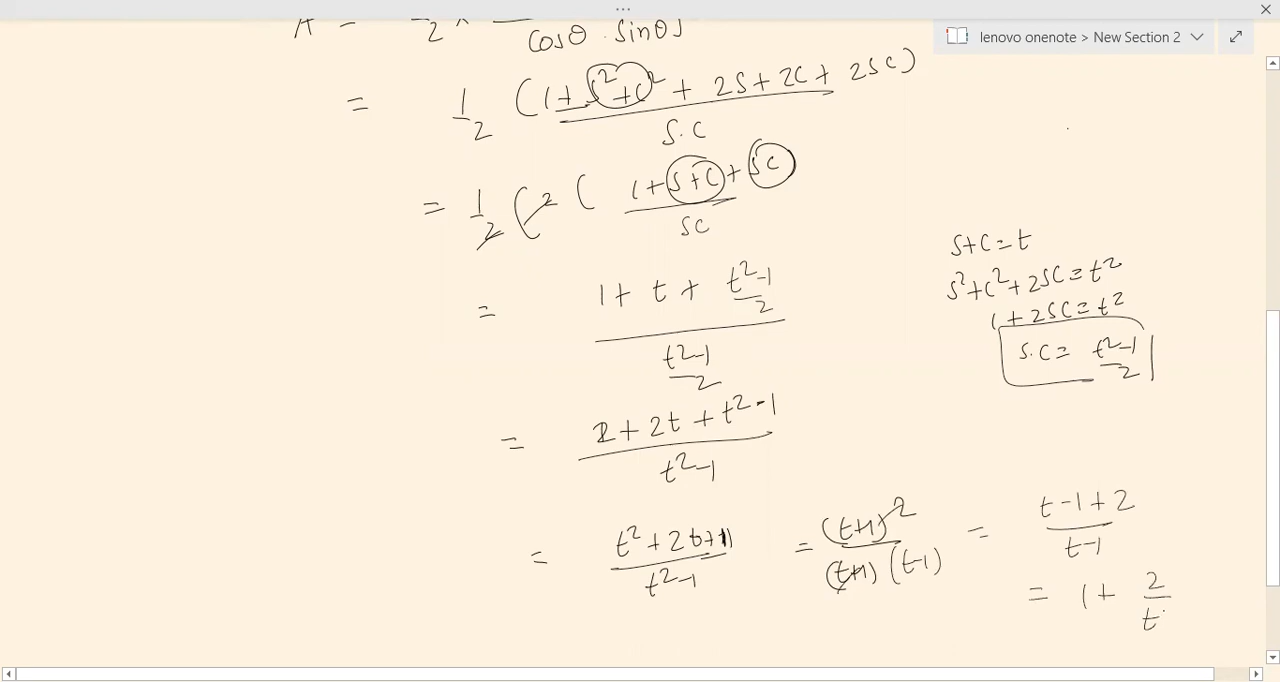 lenovo onenote > New Section 2
A = 1/2 × —/(cosθ · sinθ)
= 1/2 (1 + s² + c² + 2s + 2c + 2sc)/(s.c)
= 1/2 (2 (1 + s+c + sc)/(sc)
s+c = t
s² + c² + 2sc = t²
1 + 2sc = t²
s.c = (t²-1)/2
= (1 + t + (t²-1)/2)/((t²-1)/2)
= (2 + 2t + t² - 1)/(t²-1)
= (t² + 2t + 1)/(t²-1) = (t+1)²/((t+1)(t-1)) = (t-1+2)/(t-1)
= 1 + 2/t